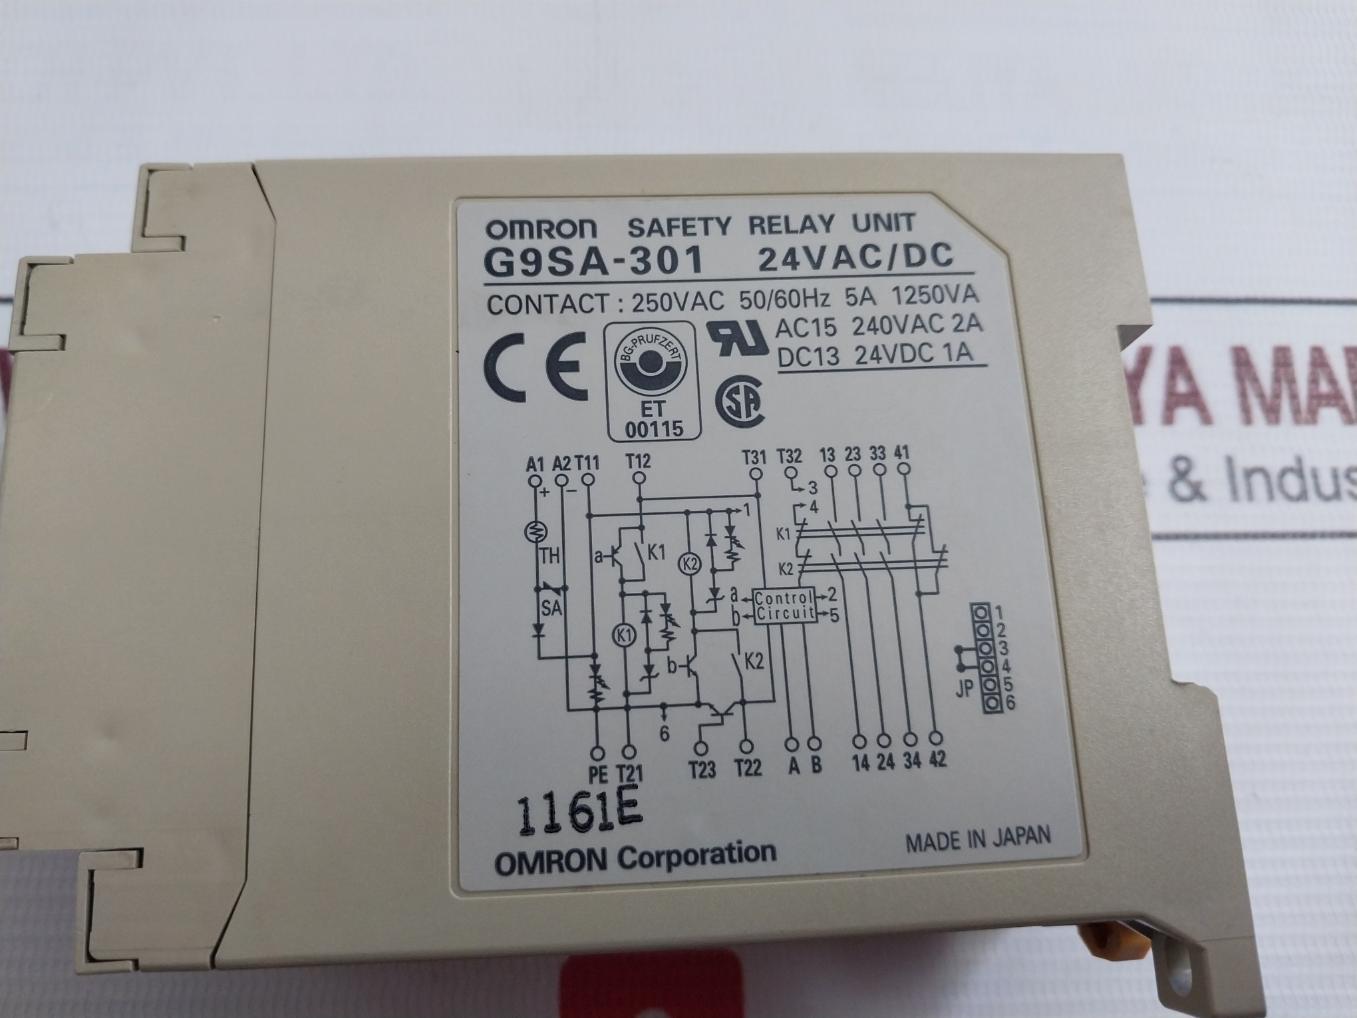 OMRON SAFETY RELAY UNIT
G9SA-301 24VAC/DC
CONTACT : 250VAC 50/60Hz 5A 1250VA
AC15 240VAC 2A
DC13 24VDC 1A
CE
BG-PRÜFZERT
ET
00115
SA
A1 A2 T11 T12 T31 T32 13 23 33 41
+ −
3
4
1
K1
TH
a
K1
K2
K2
SA
a
b
Control
Circuit
2
5
K1
b
K2
1
2
3
4
5
6
JP
6
PE T21 T23 T22 A B 14 24 34 42
1161E
OMRON Corporation
MADE IN JAPAN
YA MA
& Indus